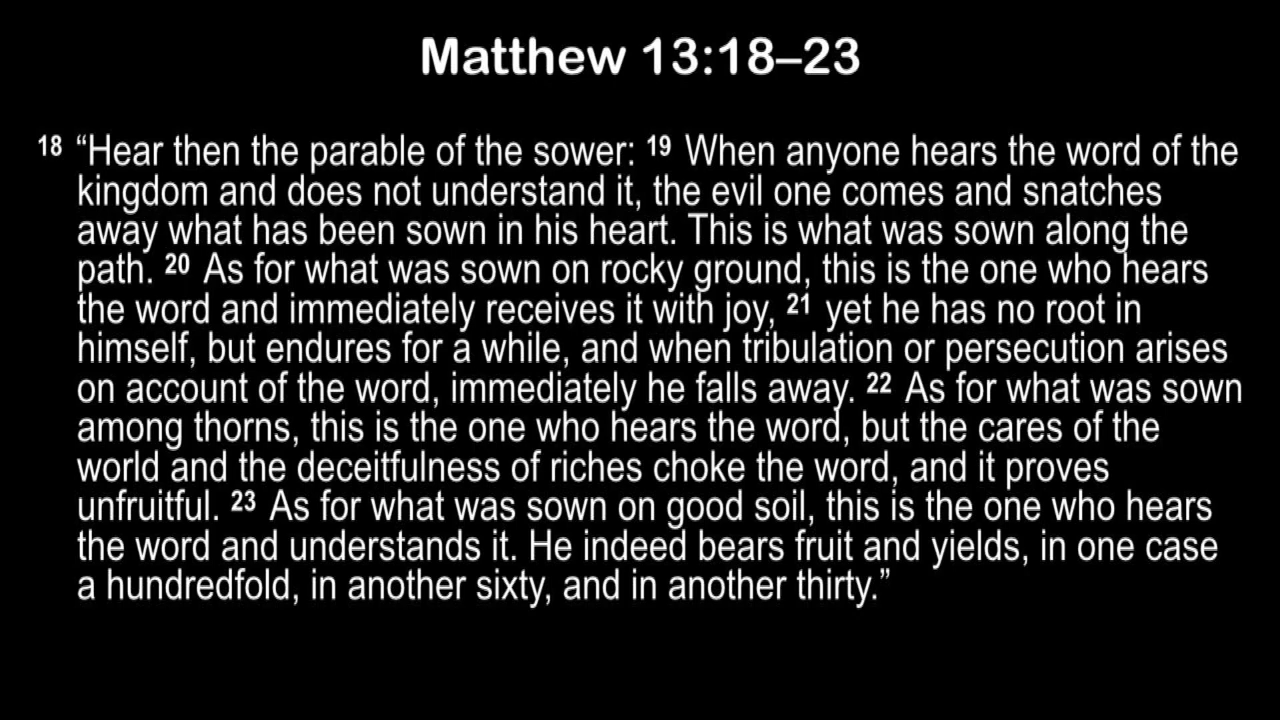 Matthew 13:18–23
18 “Hear then the parable of the sower: 19 When anyone hears the word of the
kingdom and does not understand it, the evil one comes and snatches
away what has been sown in his heart. This is what was sown along the
path. 20 As for what was sown on rocky ground, this is the one who hears
the word and immediately receives it with joy, 21 yet he has no root in
himself, but endures for a while, and when tribulation or persecution arises
on account of the word, immediately he falls away. 22 As for what was sown
among thorns, this is the one who hears the word, but the cares of the
world and the deceitfulness of riches choke the word, and it proves
unfruitful. 23 As for what was sown on good soil, this is the one who hears
the word and understands it. He indeed bears fruit and yields, in one case
a hundredfold, in another sixty, and in another thirty.”